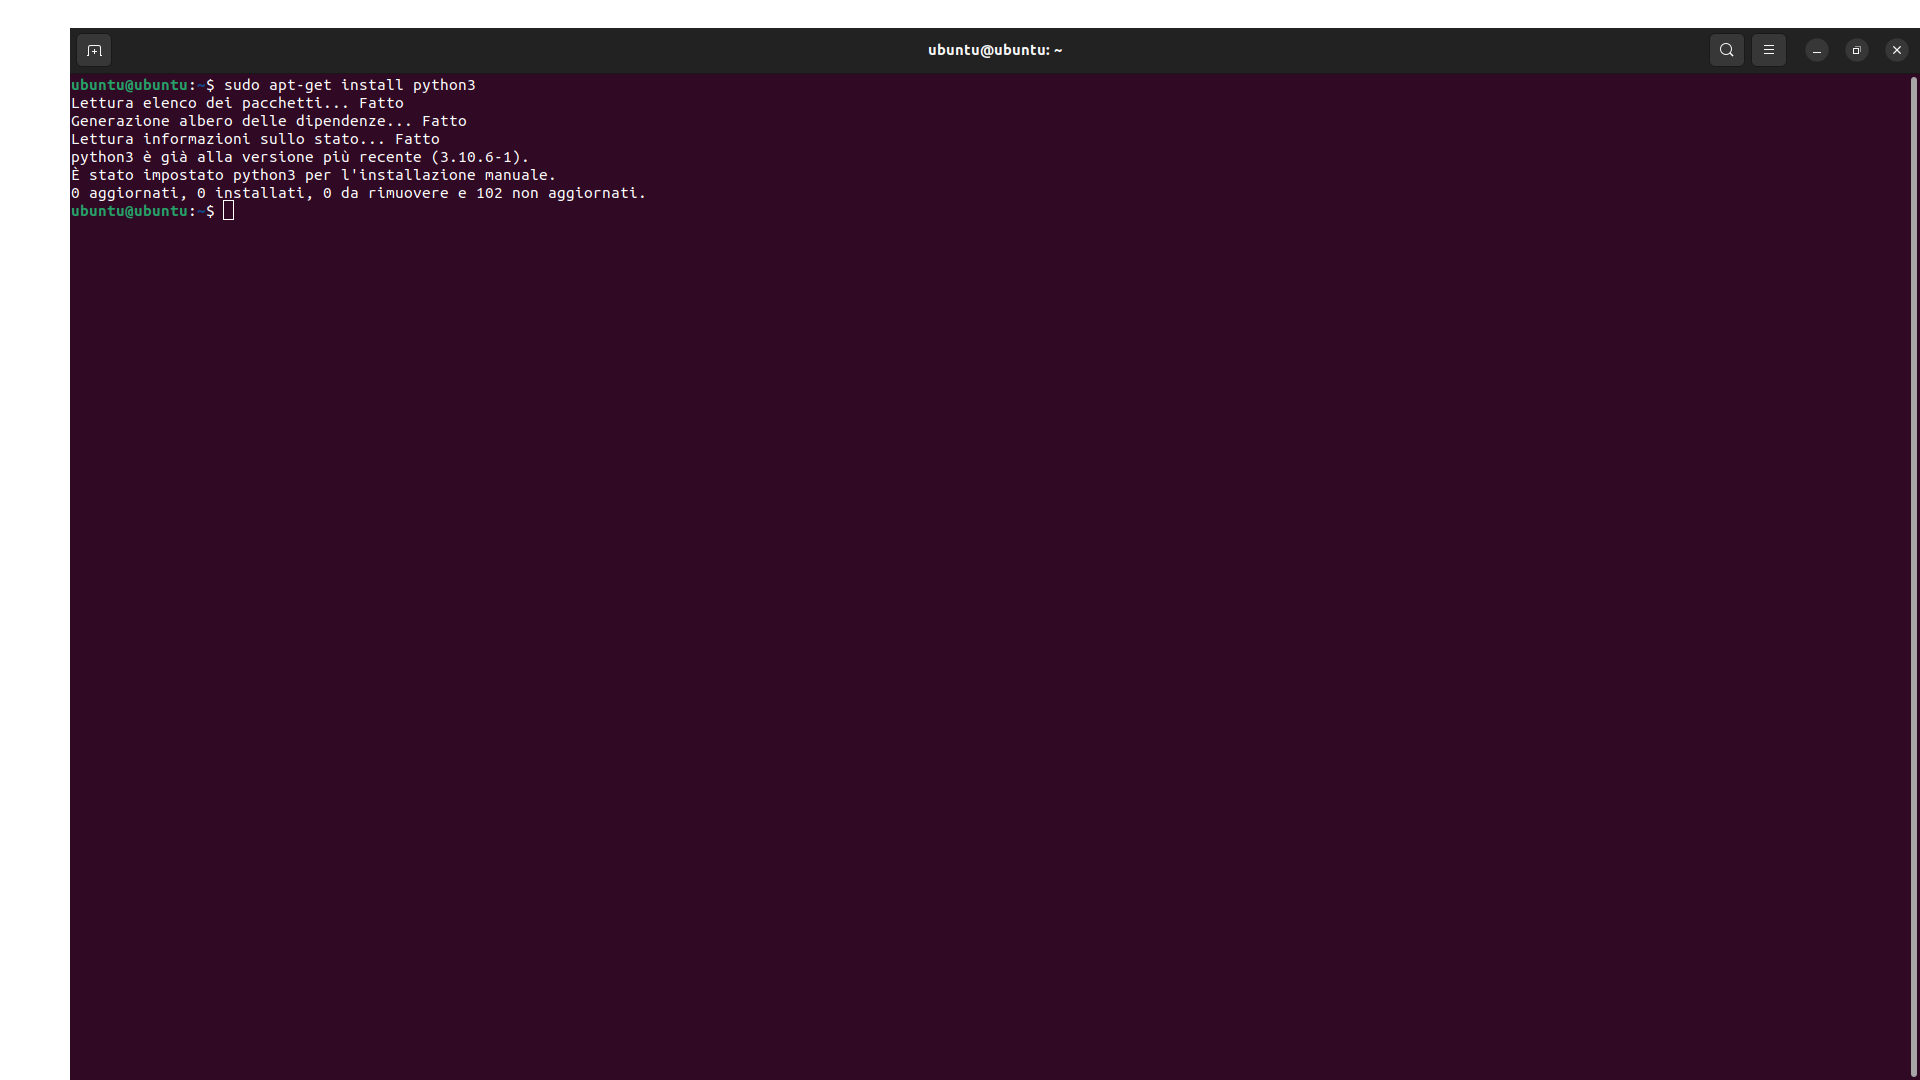 ubuntu@ubuntu: ~
ubuntu@ubuntu:~$ sudo apt-get install python3
Lettura elenco dei pacchetti... Fatto
Generazione albero delle dipendenze... Fatto
Lettura informazioni sullo stato... Fatto
python3 è già alla versione più recente (3.10.6-1).
È stato impostato python3 per l'installazione manuale.
0 aggiornati, 0 installati, 0 da rimuovere e 102 non aggiornati.
ubuntu@ubuntu:~$